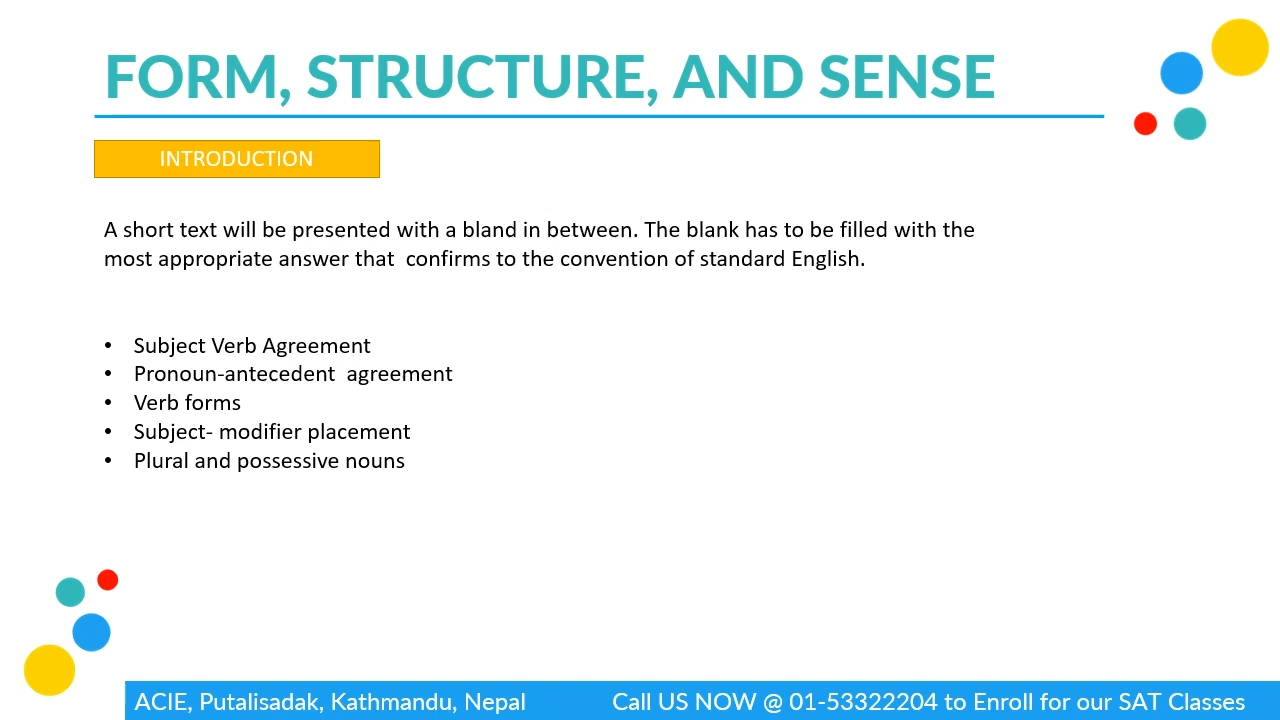 FORM, STRUCTURE, AND SENSE
INTRODUCTION
A short text will be presented with a bland in between. The blank has to be filled with the
most appropriate answer that  confirms to the convention of standard English.
• Subject Verb Agreement
• Pronoun-antecedent  agreement
• Verb forms
• Subject- modifier placement
• Plural and possessive nouns
ACIE, Putalisadak, Kathmandu, Nepal
Call US NOW @ 01-53322204 to Enroll for our SAT Classes